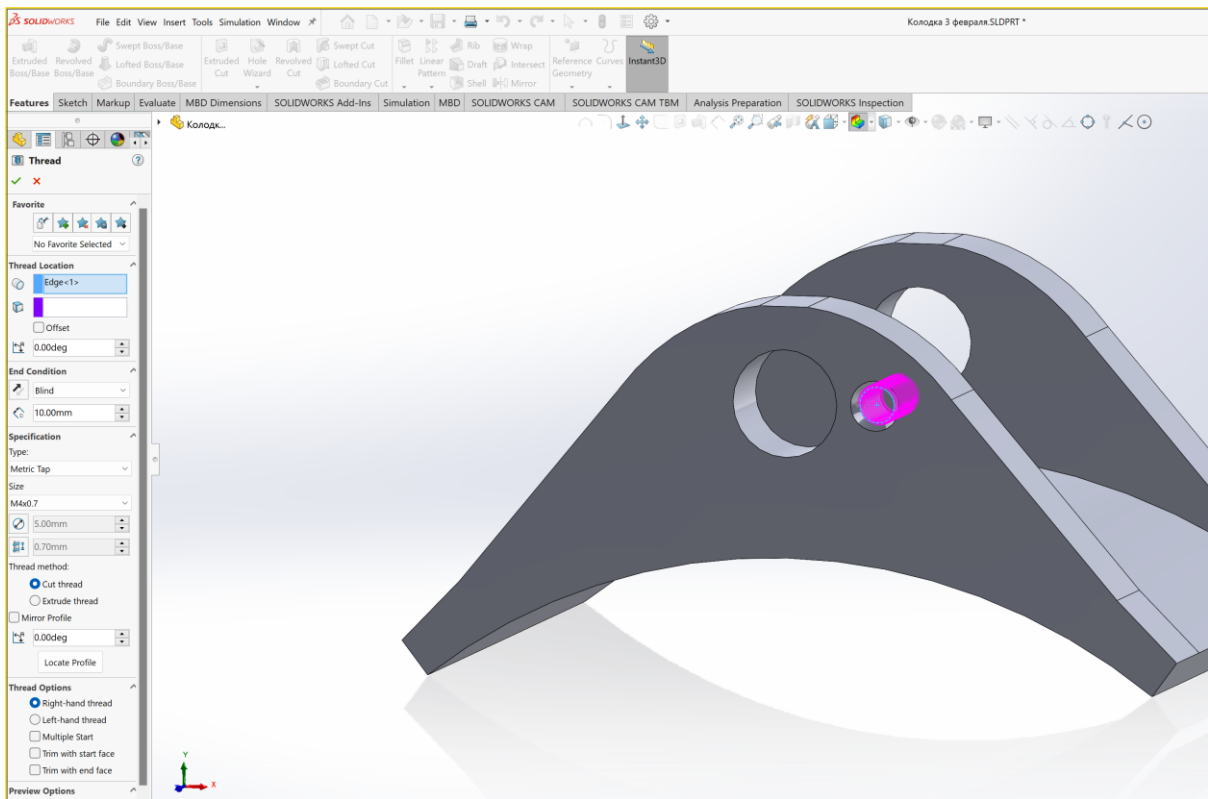 SOLIDWORKS File Edit View Insert Tools Simulation Window Колодка 3 февраля.SLDPRT *
Extruded Boss/Base
Revolved Boss/Base
Swept Boss/Base
Lofted Boss/Base
Boundary Boss/Base
Extruded Cut
Hole Wizard
Revolved Cut
Swept Cut
Lofted Cut
Boundary Cut
Fillet
Linear Pattern
Rib
Draft
Shell
Wrap
Intersect
Mirror
Reference Geometry
Curves
Instant3D
Features Sketch Markup Evaluate MBD Dimensions SOLIDWORKS Add-Ins Simulation MBD SOLIDWORKS CAM SOLIDWORKS CAM TBM Analysis Preparation SOLIDWORKS Inspection
Колодк...
Thread
Favorite
No Favorite Selected
Thread Location
Edge<1>
Offset
0.00deg
End Condition
Blind
10.00mm
Specification
Type:
Metric Tap
Size
M4x0.7
5.00mm
0.70mm
Thread method:
Cut thread
Extrude thread
Mirror Profile
0.00deg
Locate Profile
Thread Options
Right-hand thread
Left-hand thread
Multiple Start
Trim with start face
Trim with end face
Preview Options
Y
X